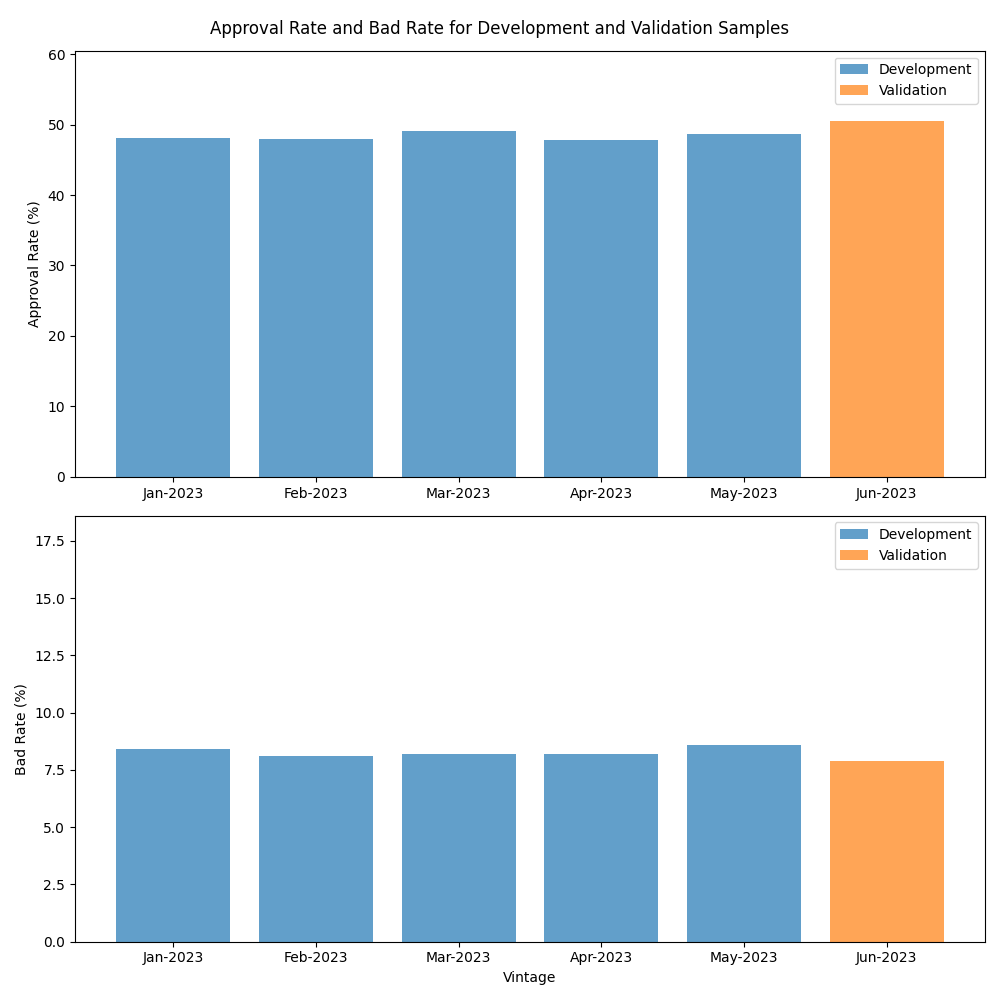 Approval Rate and Bad Rate for Development and Validation Samples
60
50
40
30
20
10
0
Approval Rate (%)
Development
Validation
Jan-2023 Feb-2023 Mar-2023 Apr-2023 May-2023 Jun-2023
17.5
15.0
12.5
10.0
7.5
5.0
2.5
0.0
Bad Rate (%)
Development
Validation
Jan-2023 Feb-2023 Mar-2023 Apr-2023 May-2023 Jun-2023
Vintage